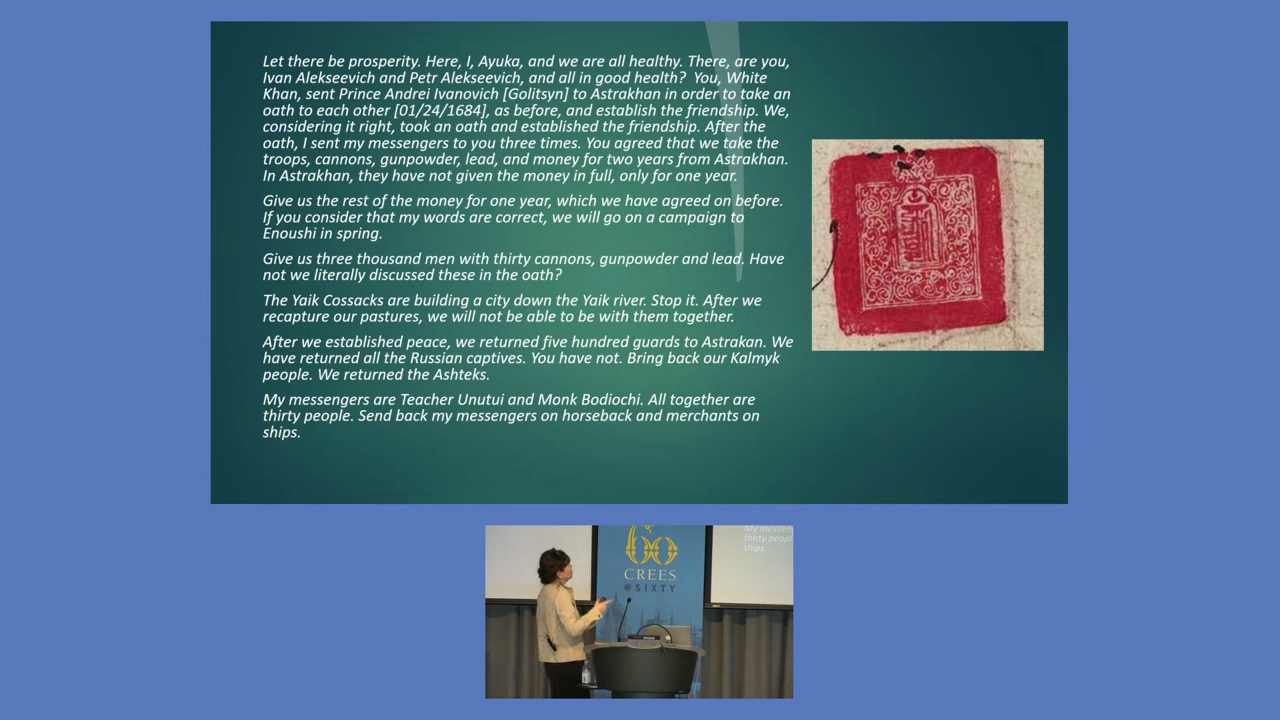 Let there be prosperity. Here, I, Ayuka, and we are all healthy. There, are you,
Ivan Alekseevich and Petr Alekseevich, and all in good health? You, White
Khan, sent Prince Andrei Ivanovich [Golitsyn] to Astrakhan in order to take an
oath to each other [01/24/1684], as before, and establish the friendship. We,
considering it right, took an oath and established the friendship. After the
oath, I sent my messengers to you three times. You agreed that we take the
troops, cannons, gunpowder, lead, and money for two years from Astrakhan.
In Astrakhan, they have not given the money in full, only for one year.
Give us the rest of the money for one year, which we have agreed on before.
If you consider that my words are correct, we will go on a campaign to
Enoushi in spring.
Give us three thousand men with thirty cannons, gunpowder and lead. Have
not we literally discussed these in the oath?
The Yaik Cossacks are building a city down the Yaik river. Stop it. After we
recapture our pastures, we will not be able to be with them together.
After we established peace, we returned five hundred guards to Astrakan. We
have returned all the Russian captives. You have not. Bring back our Kalmyk
people. We returned the Ashteks.
My messengers are Teacher Unutui and Monk Bodiochi. All together are
thirty people. Send back my messengers on horseback and merchants on
ships.
60
CREES
@SIXTY
My messen
thirty peopl
ships.